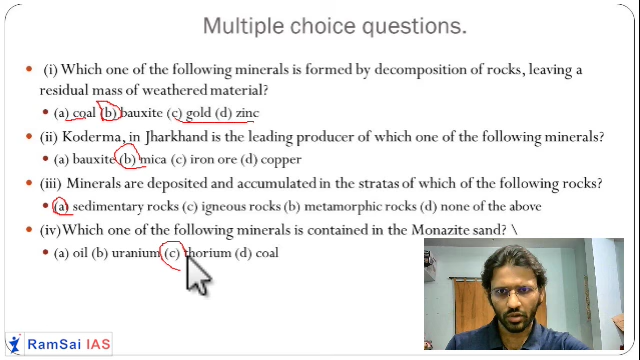 Multiple choice questions.
(i) Which one of the following minerals is formed by decomposition of rocks, leaving a
residual mass of weathered material?
(a) coal (b) bauxite (c) gold (d) zinc
(ii) Koderma, in Jharkhand is the leading producer of which one of the following minerals?
(a) bauxite (b) mica (c) iron ore (d) copper
(iii) Minerals are deposited and accumulated in the stratas of which of the following rocks?
(a) sedimentary rocks (c) igneous rocks (b) metamorphic rocks (d) none of the above
(iv) Which one of the following minerals is contained in the Monazite sand? \
(a) oil (b) uranium (c) thorium (d) coal
RamSai IAS